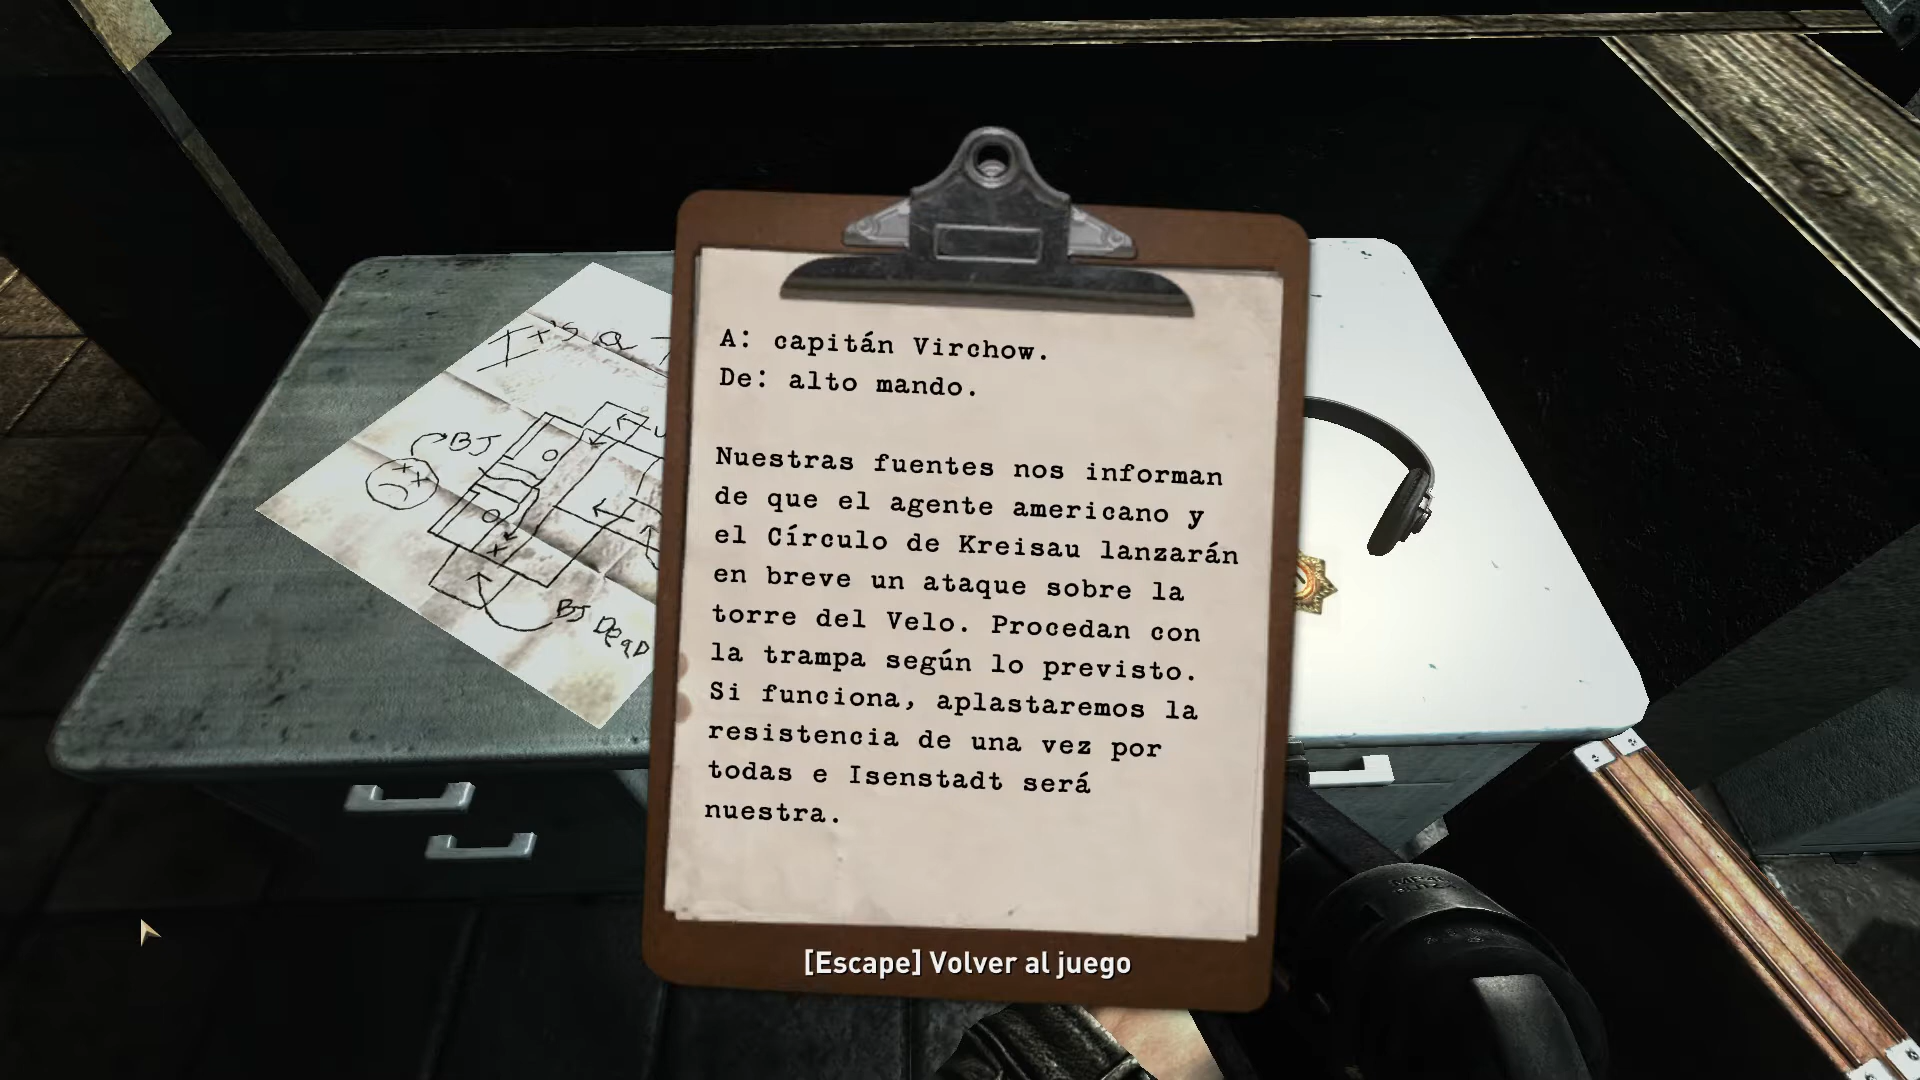 A: capitán Virchow.
De: alto mando.
Nuestras fuentes nos informan
de que el agente americano y
el Círculo de Kreisau lanzarán
en breve un ataque sobre la
torre del Velo. Procedan con
la trampa según lo previsto.
Si funciona, aplastaremos la
resistencia de una vez por
todas e Isenstadt será
nuestra.
[Escape] Volver al juego
It's a
BJ
BJ DEAD